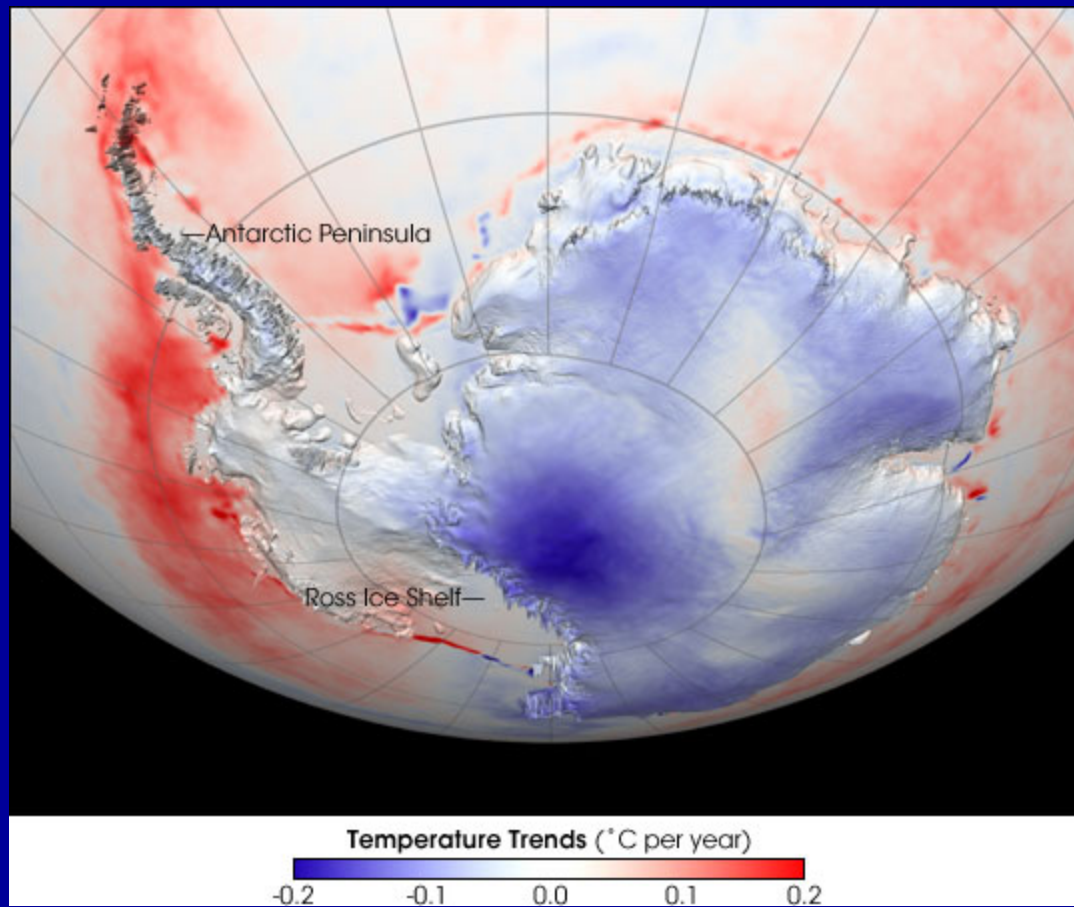 Antarctic Peninsula
Ross Ice Shelf
Temperature Trends (˚C per year)
-0.2 -0.1 0.0 0.1 0.2